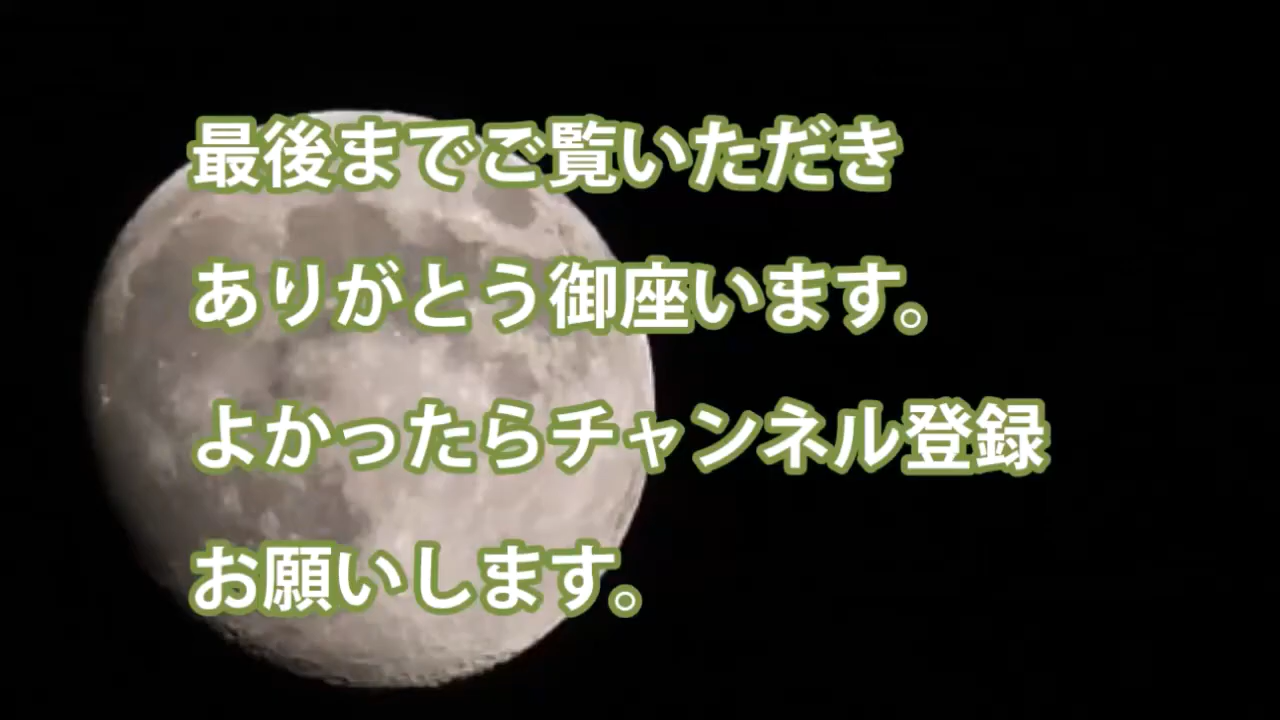 最後までご覧いただき
ありがとう御座います。
よかったらチャンネル登録
お願いします。